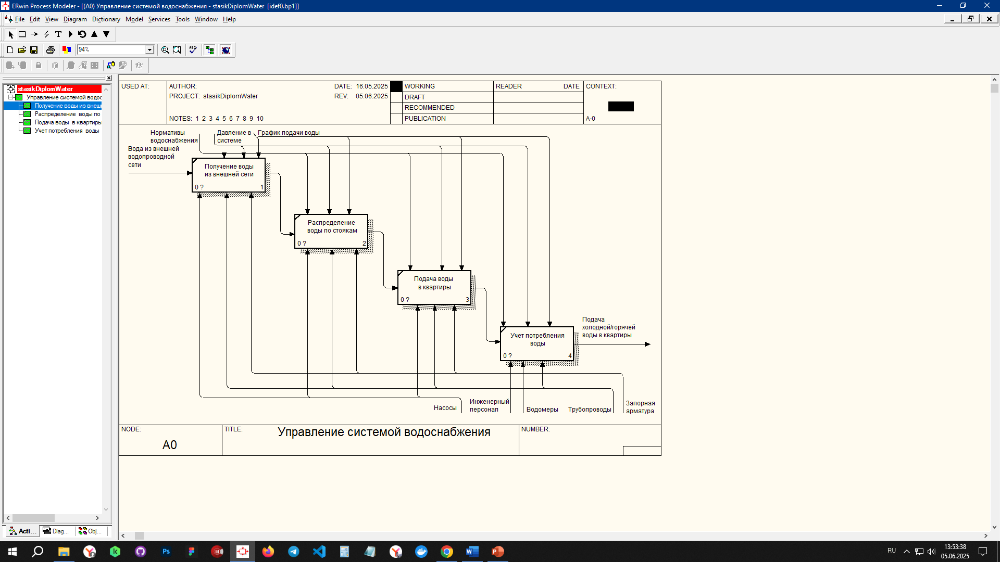 ERwin Process Modeler - [(A0) Управление системой водоснабжения - stasikDiplomWater  [idef0.bp1]]
File Edit View Diagram Dictionary Model Services Tools Window Help
94%
stasikDiplomWater
Управление системой водос
Получение воды из внеш
Распределение воды по
Подача воды в квартиры
Учет потребления воды
Acti...
Diag...
Obj...
USED AT:
AUTHOR:
DATE: 16.05.2025
PROJECT: stasikDiplomWater
REV: 05.06.2025
NOTES: 1 2 3 4 5 6 7 8 9 10
WORKING
DRAFT
RECOMMENDED
PUBLICATION
READER
DATE
CONTEXT:
A-0
Нормативы
водоснабжения
Давление в
системе
График подачи воды
Вода из внешней
водопроводной
сети
Получение воды
из внешней сети
0 ?
1
Распределение
воды по стоякам
0 ?
2
Подача воды
в квартиры
0 ?
3
Учет потребления
воды
0 ?
4
Подача
холодной/горячей
воды в квартиры
Насосы
Инженерный
персонал
Водомеры
Трубопроводы
Запорная
арматура
NODE:
A0
TITLE:
Управление системой водоснабжения
NUMBER:
RU
13:53:38
05.06.2025